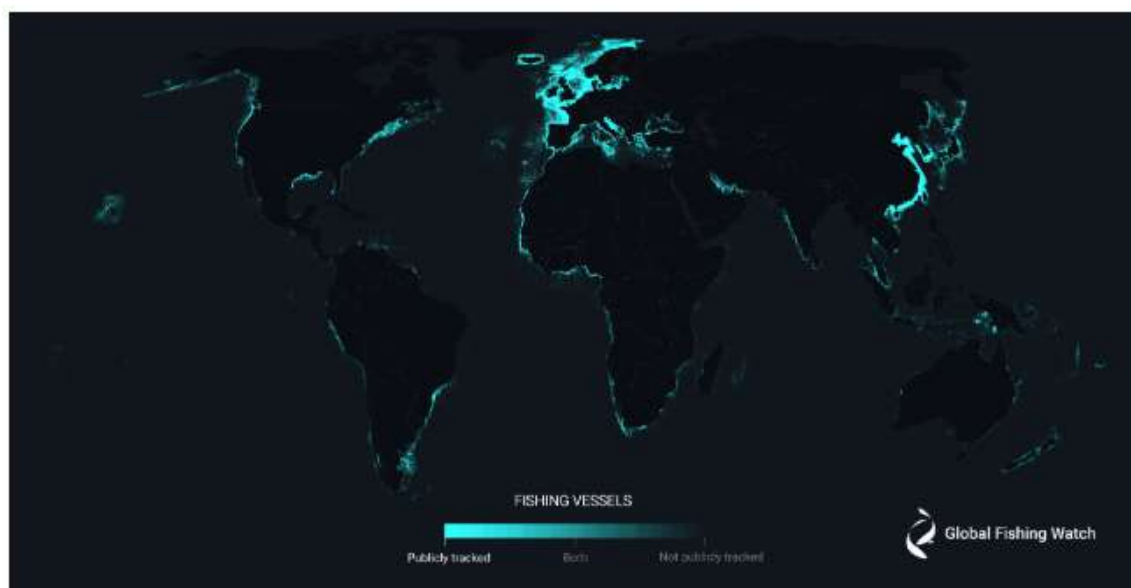 FISHING VESSELS
Publicly tracked Both Not publicly tracked
Global Fishing Watch